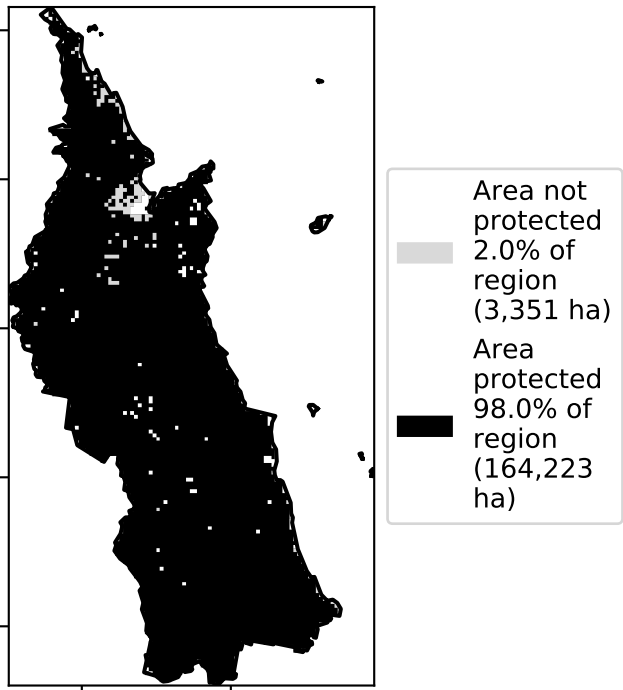 Area not
protected
2.0% of
region
(3,351 ha)
Area
protected
98.0% of
region
(164,223
ha)